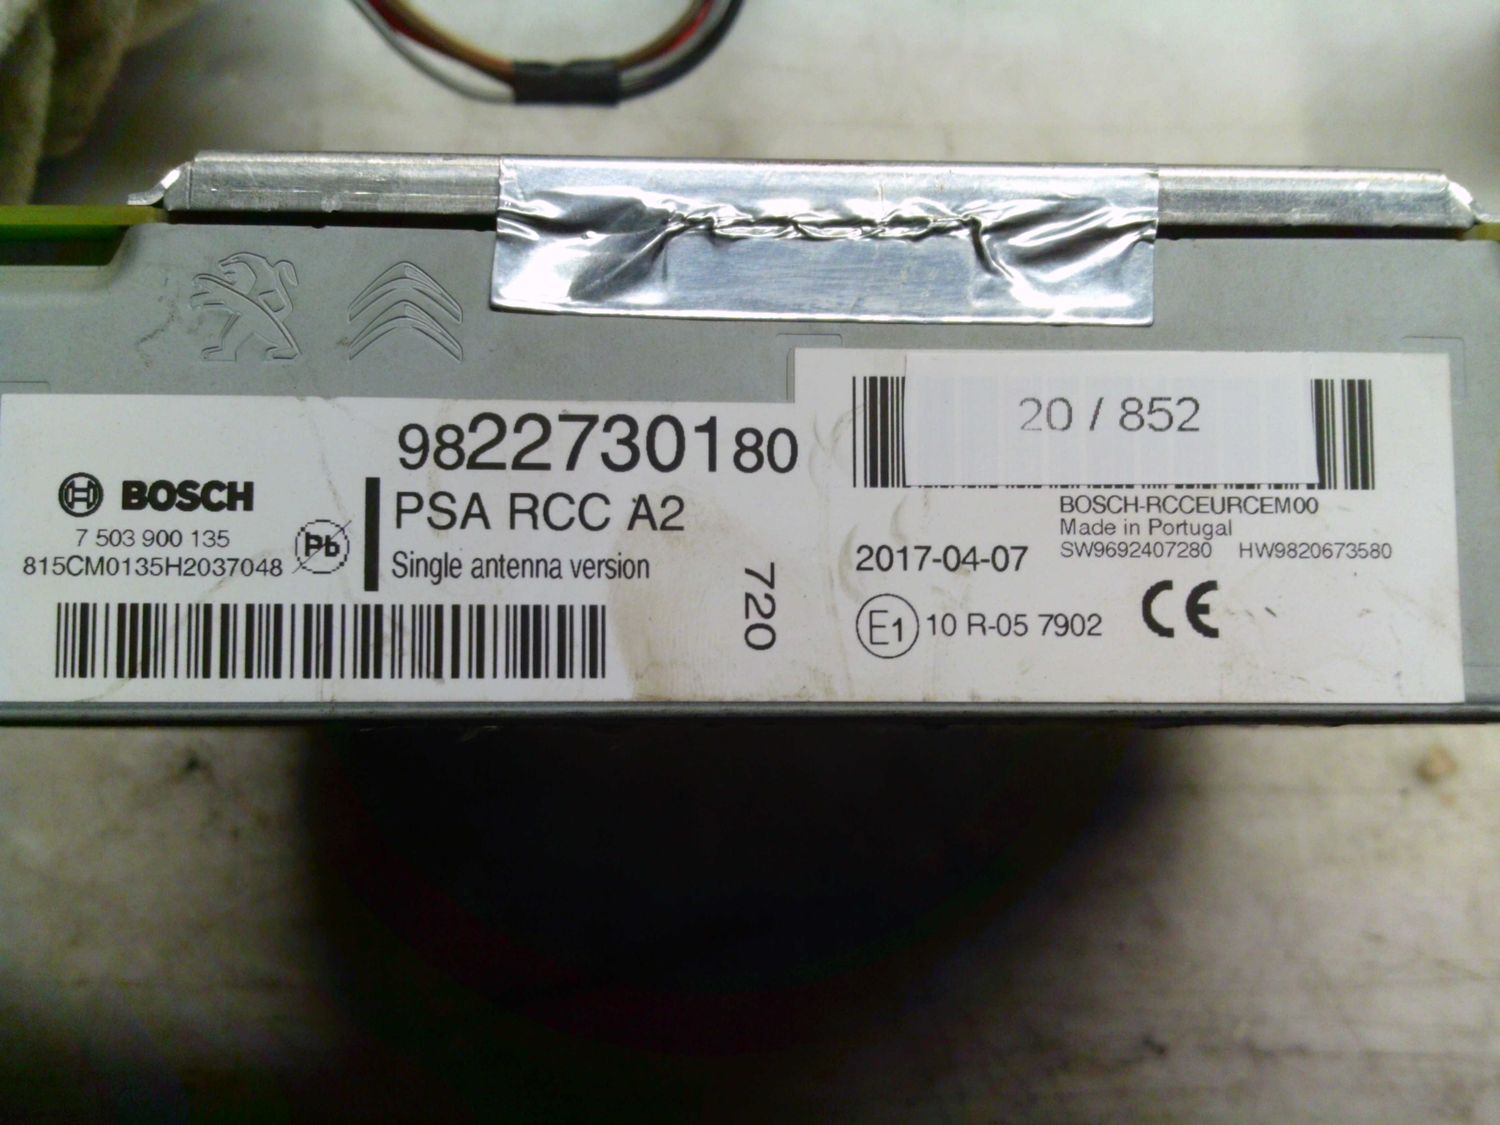 9822730180
BOSCH
PSA RCC A2
7 503 900 135
Pb
815CM0135H2037048
Single antenna version
720
20 / 852
BOSCH-RCCEURCEM00
Made in Portugal
2017-04-07
SW9692407280 HW9820673580
E1 10 R-05 7902
CE